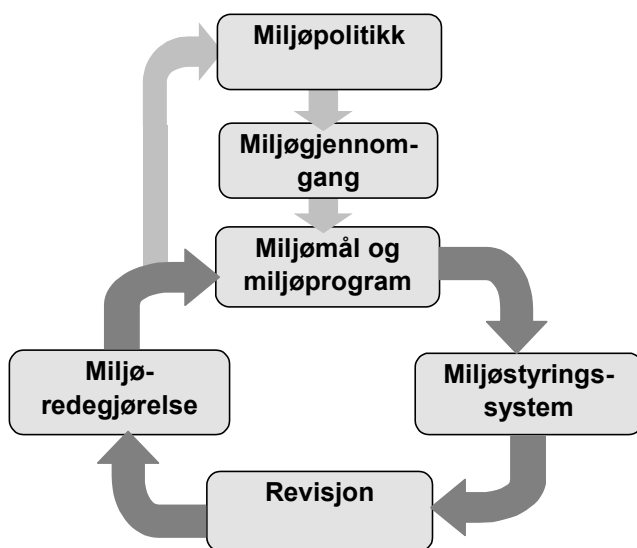 Miljøpolitikk
Miljøgjennom-
gang
Miljømål og
miljøprogram
Miljøstyrings-
system
Revisjon
Miljø-
redegjørelse